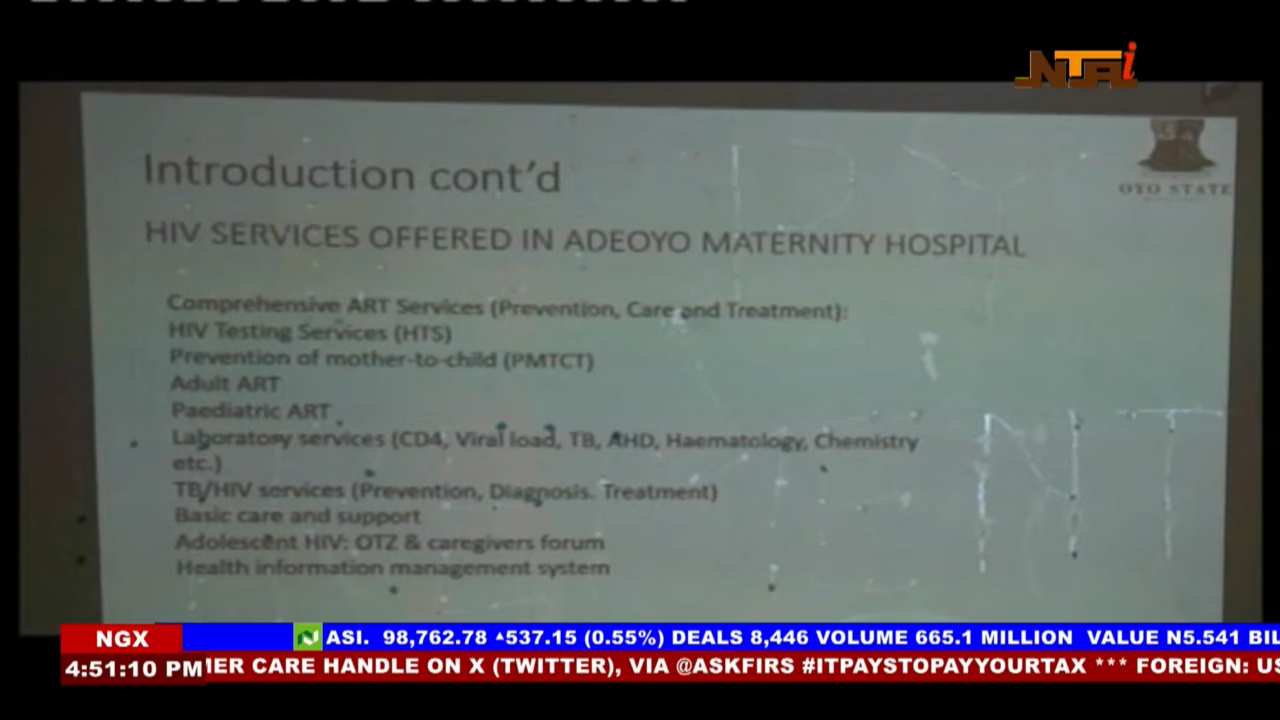 NTAi
OYO STATE
Introduction cont'd
HIV SERVICES OFFERED IN ADEOYO MATERNITY HOSPITAL
Comprehensive ART Services (Prevention, Care and Treatment):
HIV Testing Services (HTS)
Prevention of mother-to-child (PMTCT)
Adult ART
Paediatric ART
Laboratory services (CD4, Viral load, TB, AHD, Haematology, Chemistry
etc.)
TB/HIV services (Prevention, Diagnosis. Treatment)
Basic care and support
Adolescent HIV: OTZ & caregivers forum
Health information management system
NGX
ASI. 98,762.78 ▲537.15 (0.55%) DEALS 8,446 VOLUME 665.1 MILLION VALUE N5.541 BIL
4:51:10 PM
IER CARE HANDLE ON X (TWITTER), VIA @ASKFIRS #ITPAYSTOPAYYOURTAX *** FOREIGN: US